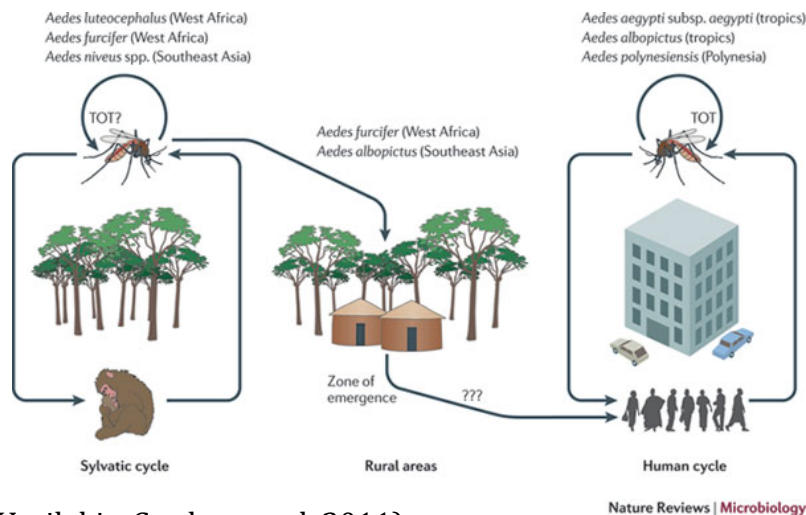 Aedes luteocephalus (West Africa)
Aedes furcifer (West Africa)
Aedes niveus spp. (Southeast Asia)
TOT?
Aedes furcifer (West Africa)
Aedes albopictus (Southeast Asia)
Aedes aegypti subsp. aegypti (tropics)
Aedes albopictus (tropics)
Aedes polynesiensis (Polynesia)
TOT
Zone of
emergence
???
Sylvatic cycle
Rural areas
Human cycle
Nature Reviews | Microbiology